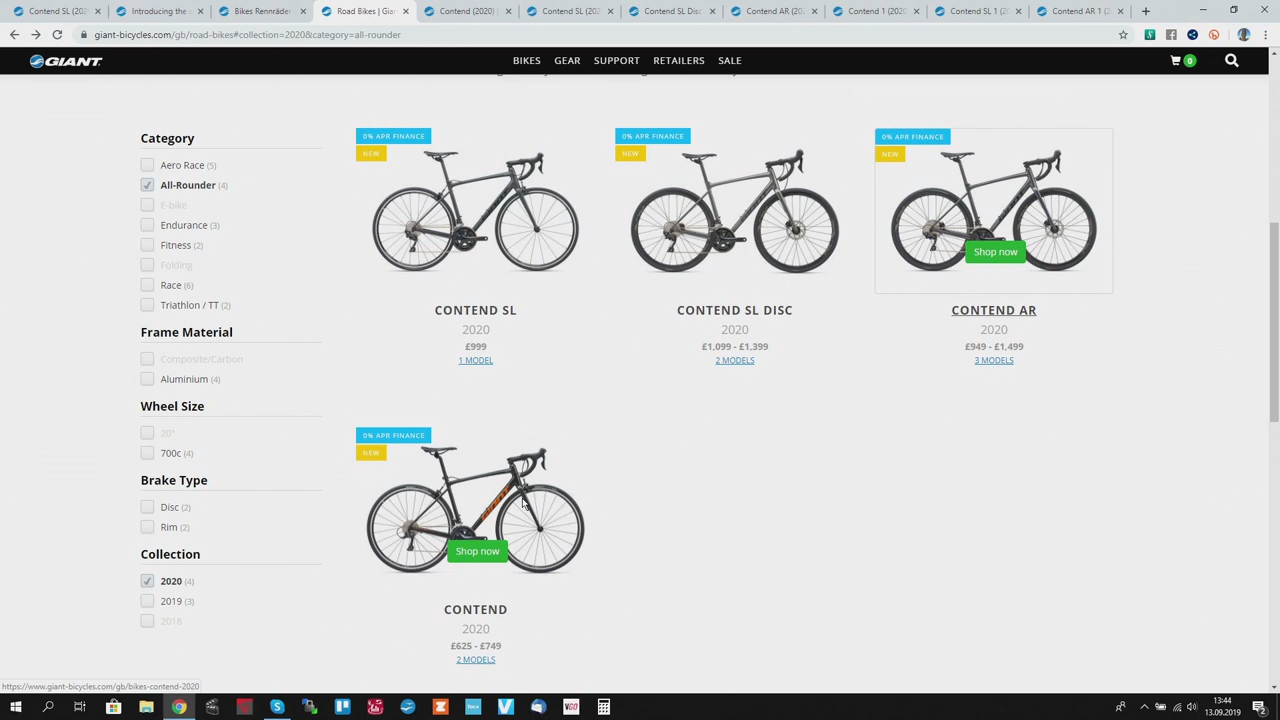 Contend SL (202
Introducing the
Bikes Rennräder
Road Bikes | Gian
Contend (2020) |
Contend SL (202
Contend SL Disc
Contend AR (202
Contend 1 (2020
Contend SL 1 (2
Contend AR 1 (2
giant-bicycles.com/gb/road-bikes#collection=2020&category=all-rounder
GIANT
BIKES GEAR SUPPORT RETAILERS SALE
0
Category
Aero Race (5)
All-Rounder (4)
E-bike
Endurance (3)
Fitness (2)
Folding
Race (6)
Triathlon / TT (2)
Frame Material
Composite/Carbon
Aluminium (4)
Wheel Size
20"
700c (4)
Brake Type
Disc (2)
Rim (2)
Collection
2020 (4)
2019 (3)
2018
0% APR FINANCE
NEW
CONTEND SL
2020
£999
1 MODEL
0% APR FINANCE
NEW
CONTEND SL DISC
2020
£1,099 - £1,399
2 MODELS
0% APR FINANCE
NEW
Shop now
CONTEND AR
2020
£949 - £1,499
3 MODELS
0% APR FINANCE
NEW
GIANT
Shop now
CONTEND
2020
£625 - £749
2 MODELS
https://www.giant-bicycles.com/gb/bikes-contend-2020
13:44
13.09.2019
2